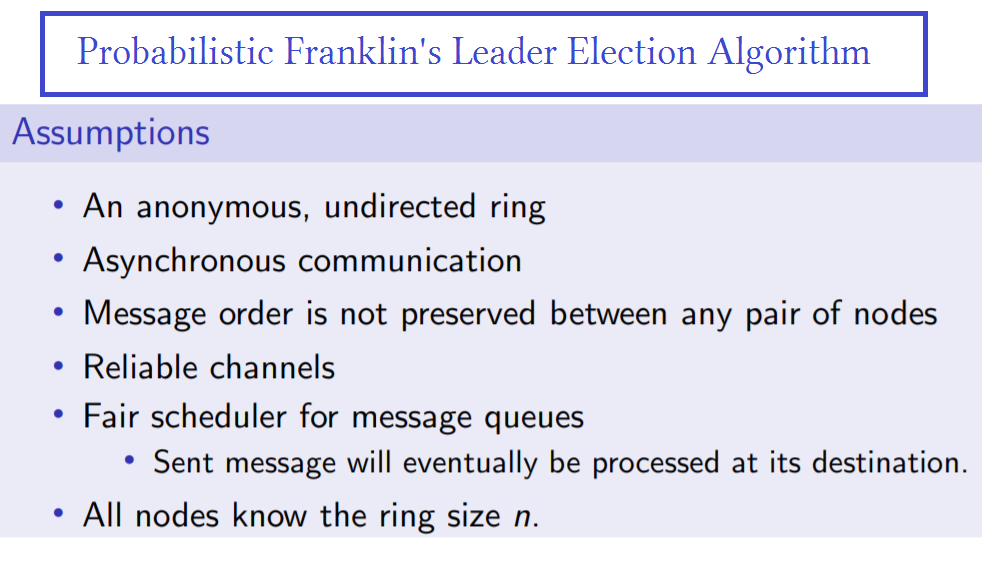 Probabilistic Franklin's Leader Election Algorithm
Assumptions
• An anonymous, undirected ring
• Asynchronous communication
• Message order is not preserved between any pair of nodes
• Reliable channels
• Fair scheduler for message queues
• Sent message will eventually be processed at its destination.
• All nodes know the ring size n.